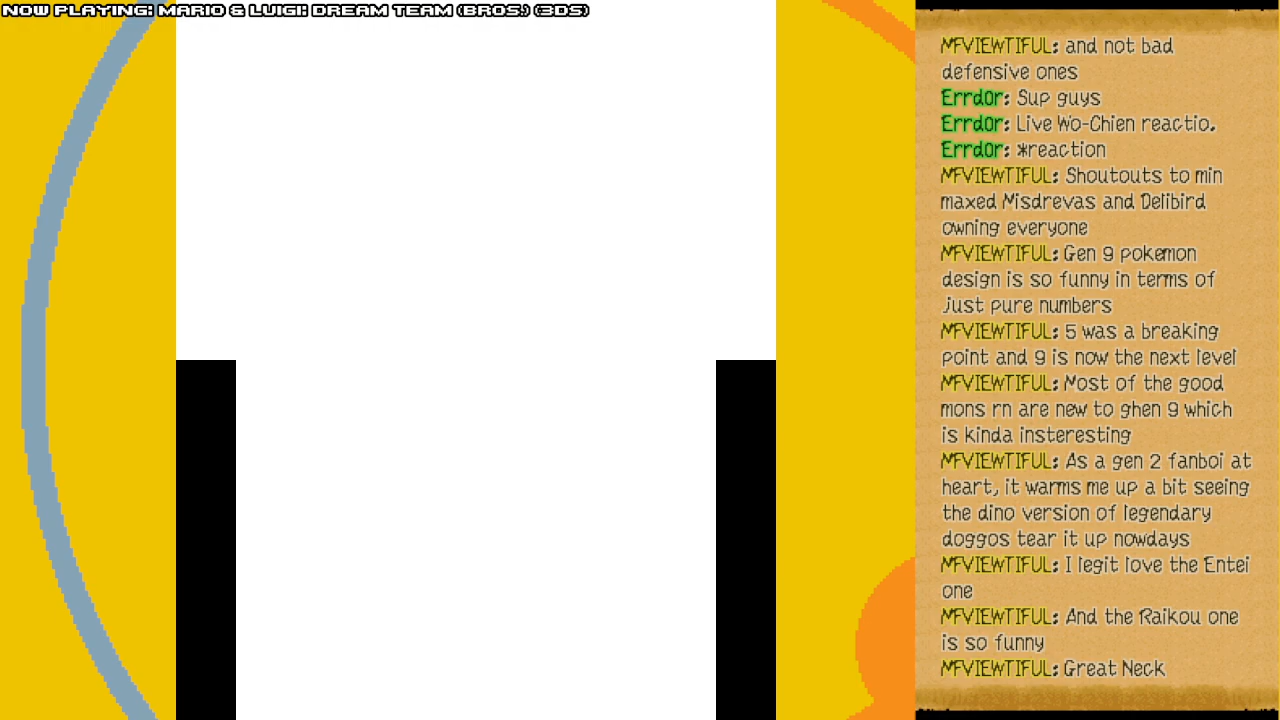 NOW PLAYING: MARIO & LUIGI: DREAM TEAM (BROS.) (3DS)
MFVIEWTIFUL: and not bad
defensive ones
Errd0r: Sup guys
Errd0r: Live Wo-Chien reactio.
Errd0r: *reaction
MFVIEWTIFUL: Shoutouts to min
maxed Misdrevas and Delibird
owning everyone
MFVIEWTIFUL: Gen 9 pokemon
design is so funny in terms of
just pure numbers
MFVIEWTIFUL: 5 was a breaking
point and 9 is now the next level
MFVIEWTIFUL: Most of the good
mons rn are new to ghen 9 which
is kinda insteresting
MFVIEWTIFUL: As a gen 2 fanboi at
heart, it warms me up a bit seeing
the dino version of legendary
doggos tear it up nowdays
MFVIEWTIFUL: I legit love the Entei
one
MFVIEWTIFUL: And the Raikou one
is so funny
MFVIEWTIFUL: Great Neck